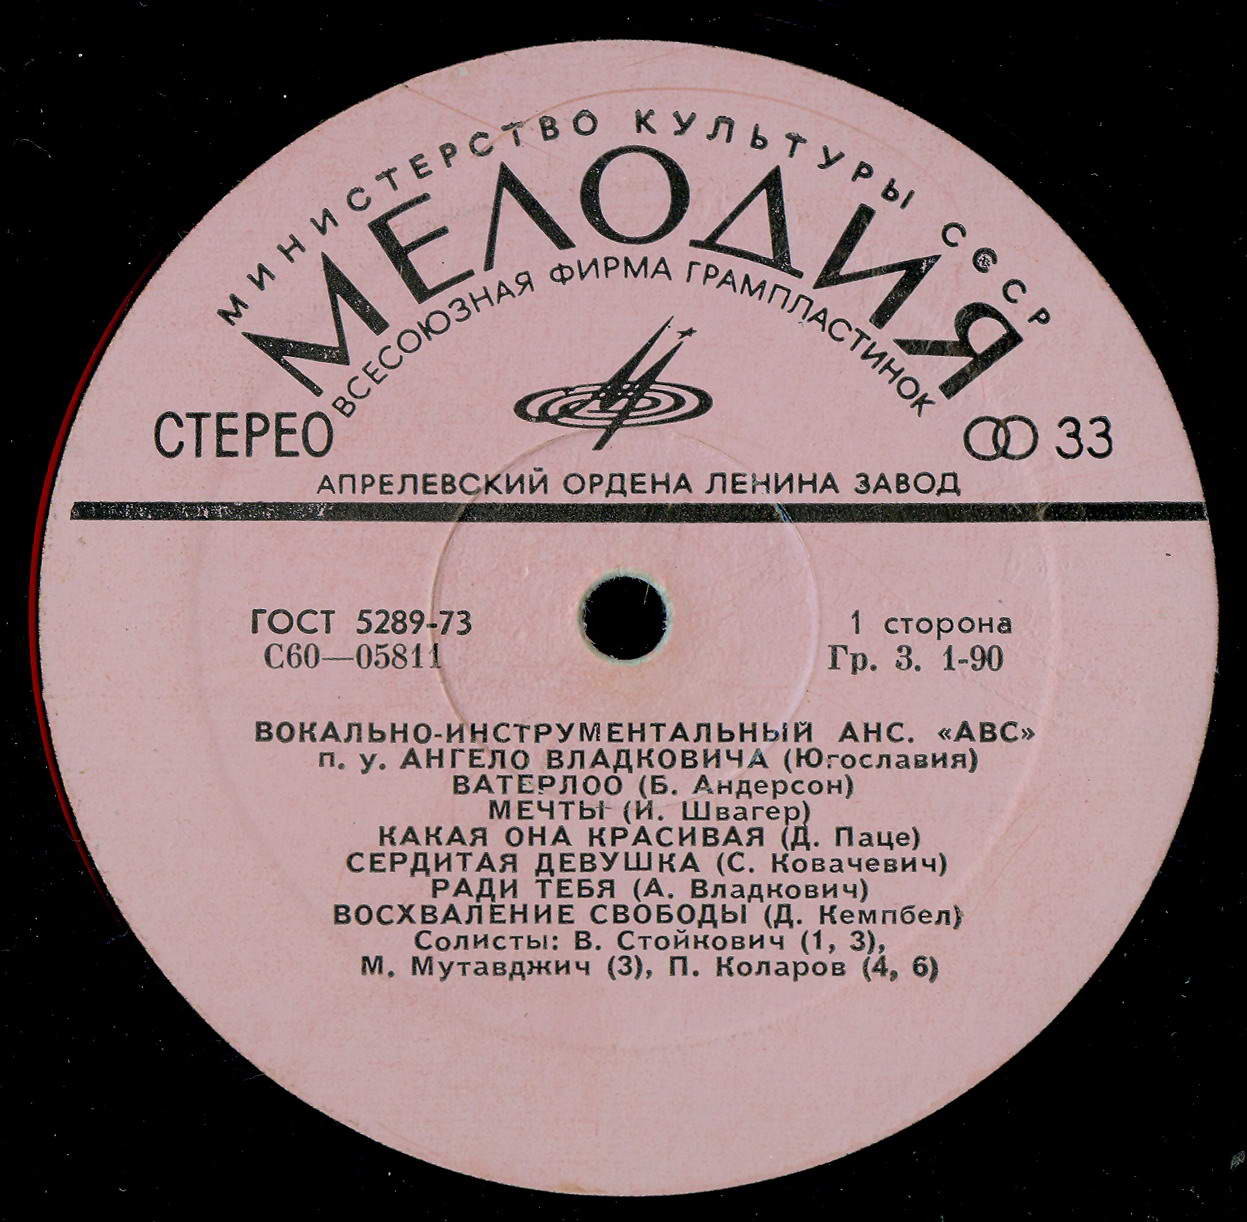 МИНИСТЕРСТВО КУЛЬТУРЫ СССР
МЕЛОДИЯ
ВСЕСОЮЗНАЯ ФИРМА ГРАМПЛАСТИНОК
СТЕРЕО
33
АПРЕЛЕВСКИЙ ОРДЕНА ЛЕНИНА ЗАВОД
ГОСТ 5289-73
1 сторона
С60—05811
Гр. 3. 1-90
ВОКАЛЬНО-ИНСТРУМЕНТАЛЬНЫЙ АНС. «АВС»
п. у. АНГЕЛО ВЛАДКОВИЧА (Югославия)
ВАТЕРЛОО (Б. Андерсон)
МЕЧТЫ (И. Швагер)
КАКАЯ ОНА КРАСИВАЯ (Д. Паце)
СЕРДИТАЯ ДЕВУШКА (С. Ковачевич)
РАДИ ТЕБЯ (А. Владкович)
ВОСХВАЛЕНИЕ СВОБОДЫ (Д. Кемпбел)
Солисты: В. Стойкович (1, 3),
М. Мутавджич (3), П. Коларов (4, 6)